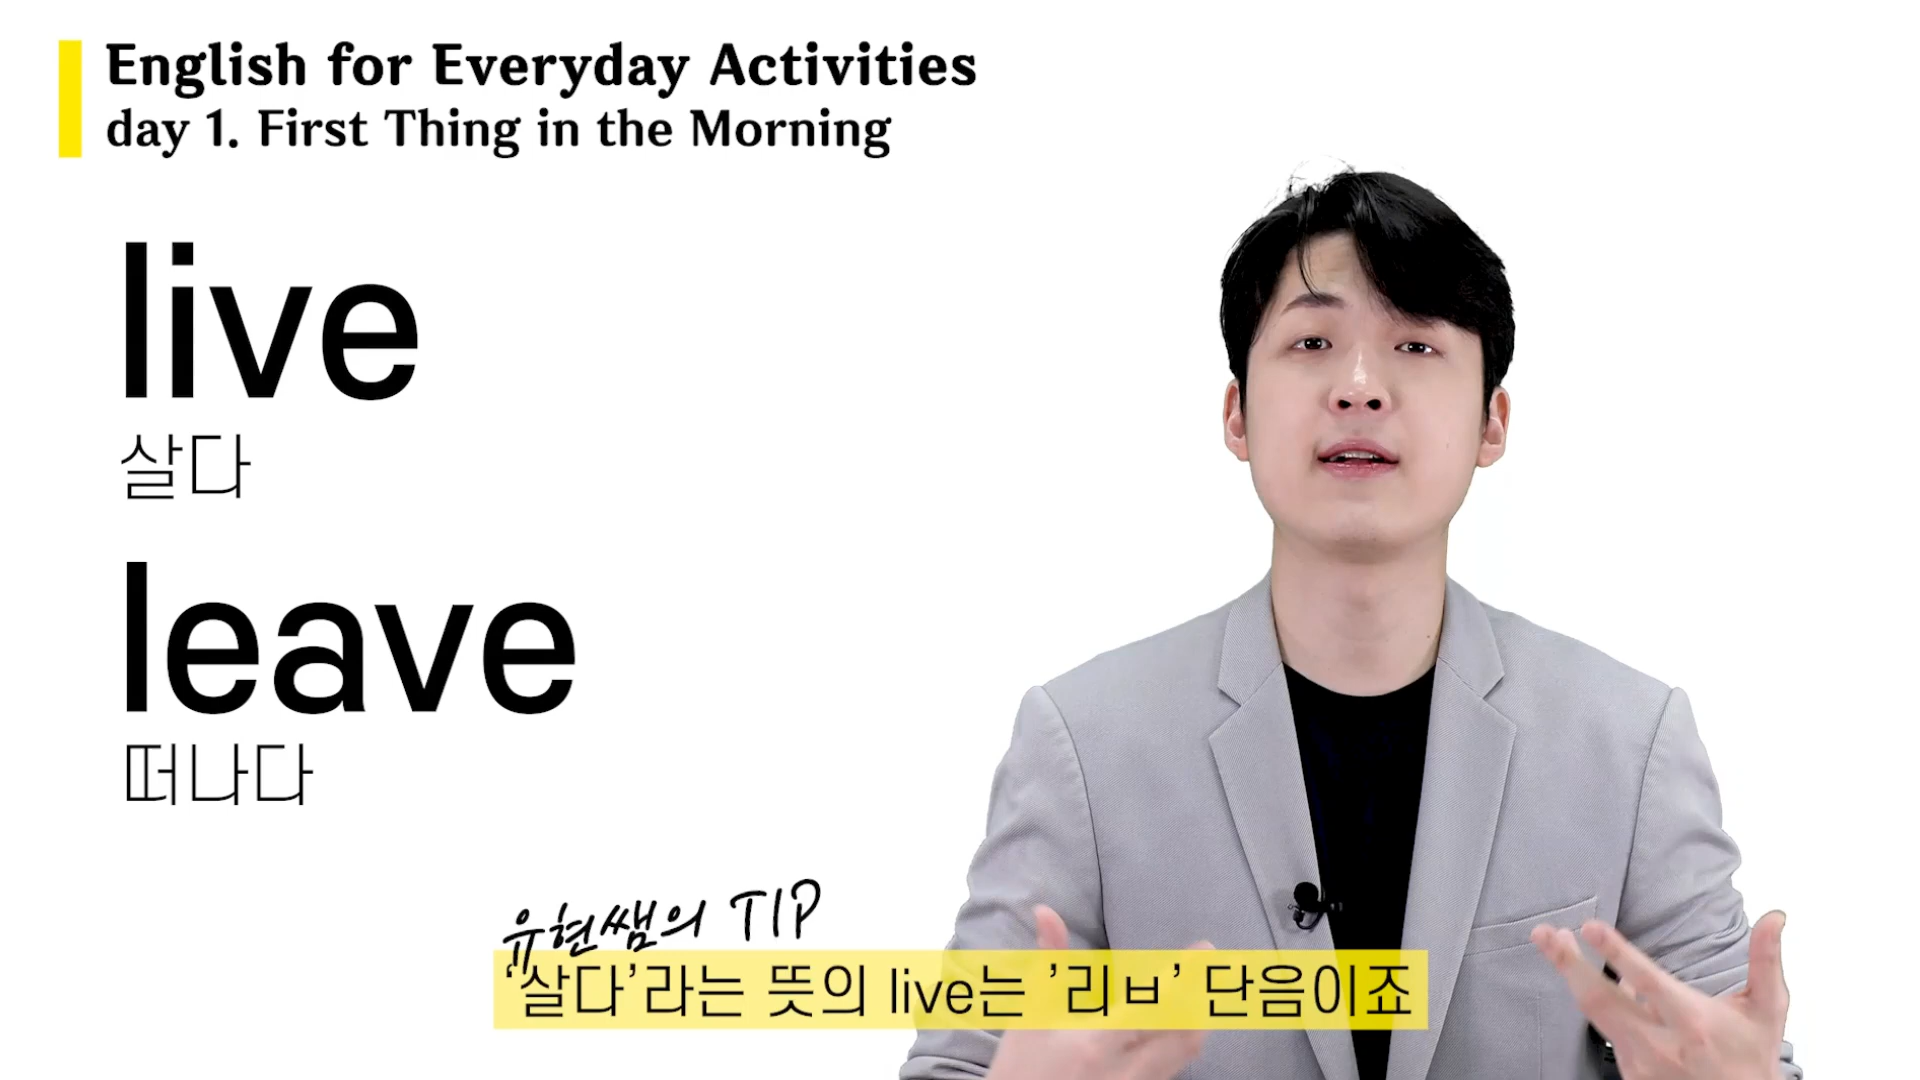 English for Everyday Activities
day 1. First Thing in the Morning
live
살다
leave
떠나다
유현쌤의 TIP
‘살다’라는 뜻의 live는 ’리ㅂ’ 단음이죠